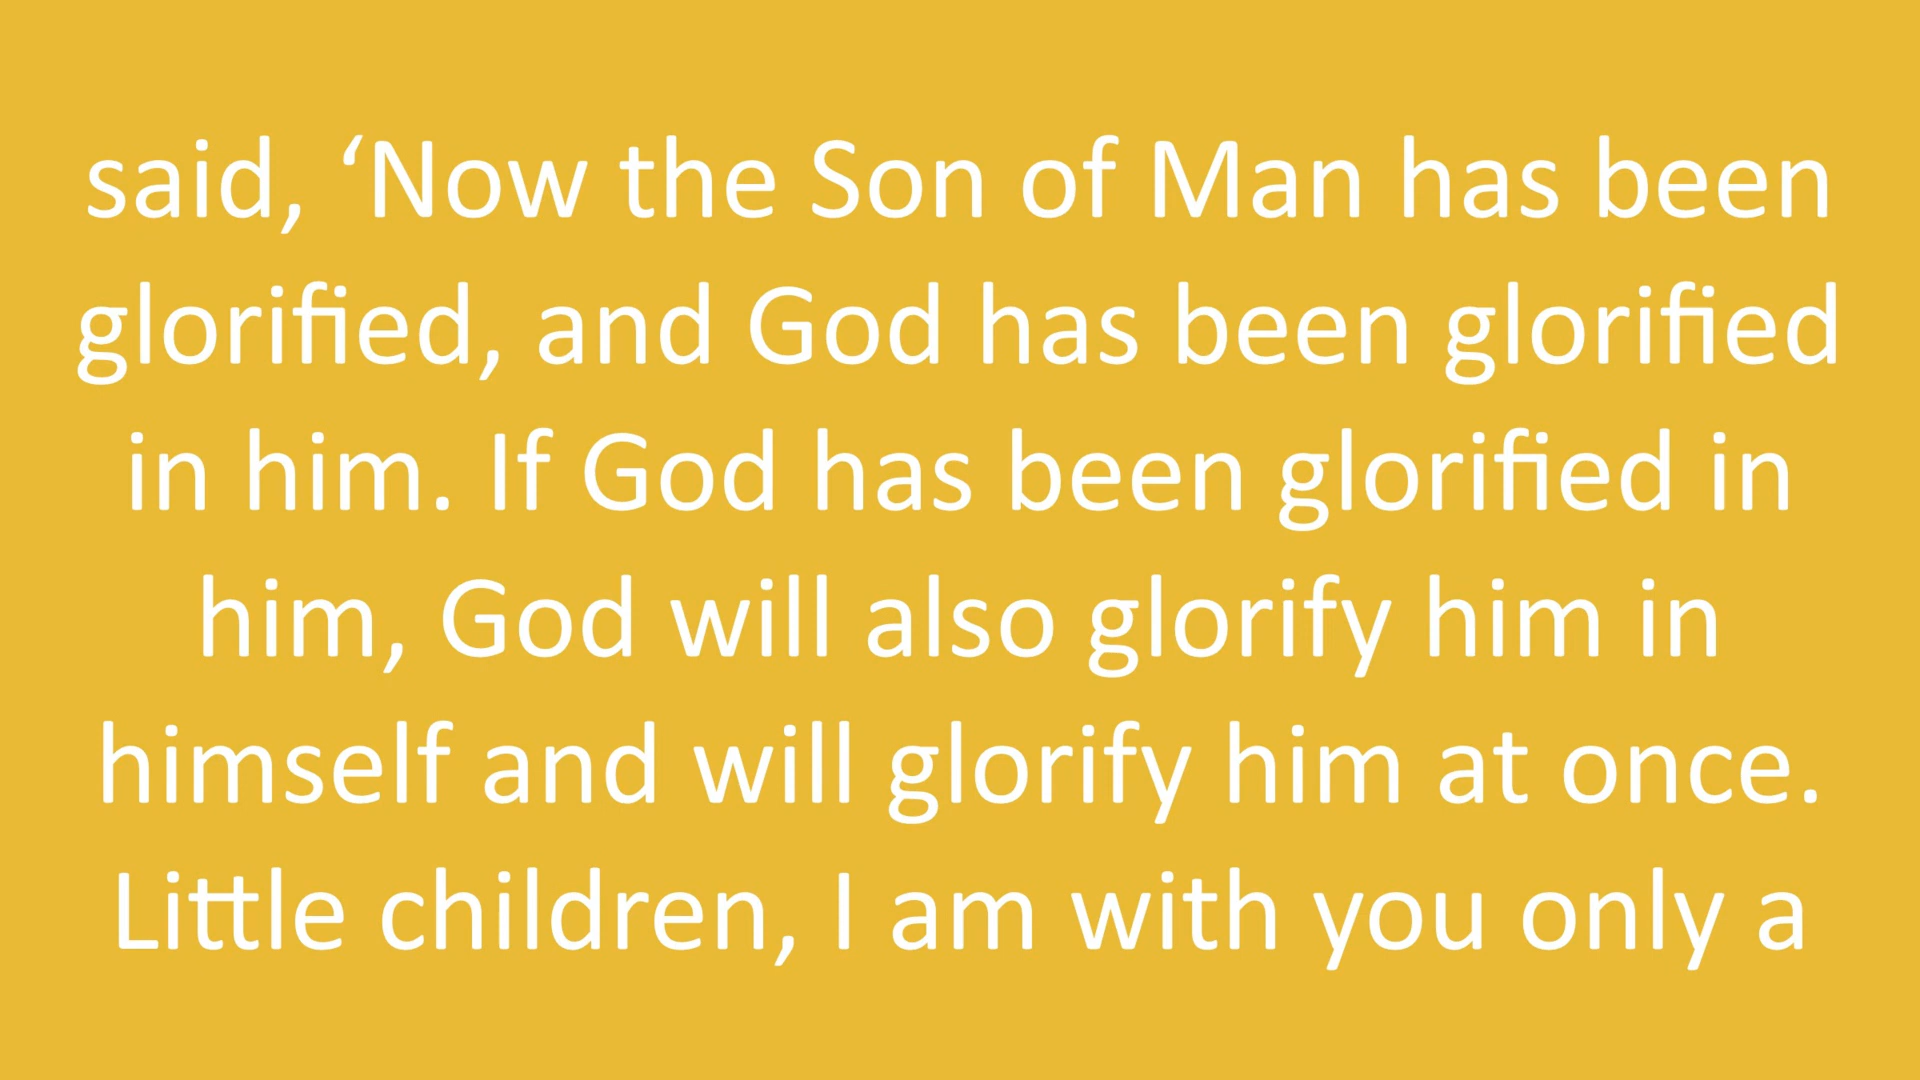 said, ‘Now the Son of Man has been
glorified, and God has been glorified
in him. If God has been glorified in
him, God will also glorify him in
himself and will glorify him at once.
Little children, I am with you only a